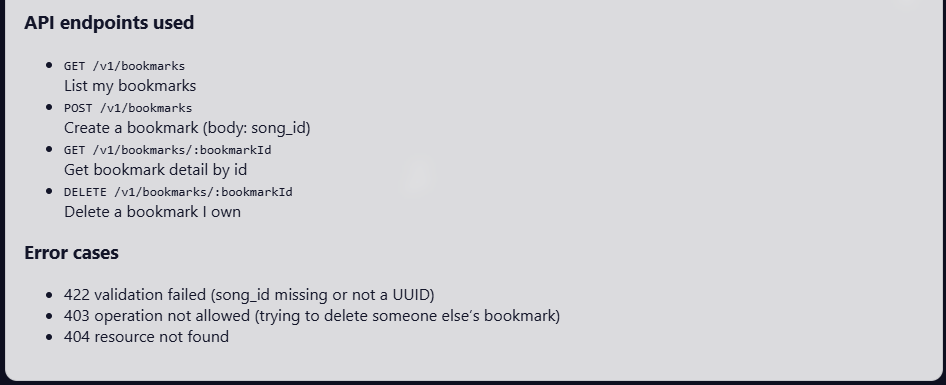 API endpoints used
GET /v1/bookmarks
List my bookmarks
POST /v1/bookmarks
Create a bookmark (body: song_id)
GET /v1/bookmarks/:bookmarkId
Get bookmark detail by id
DELETE /v1/bookmarks/:bookmarkId
Delete a bookmark I own
Error cases
422 validation failed (song_id missing or not a UUID)
403 operation not allowed (trying to delete someone else’s bookmark)
404 resource not found